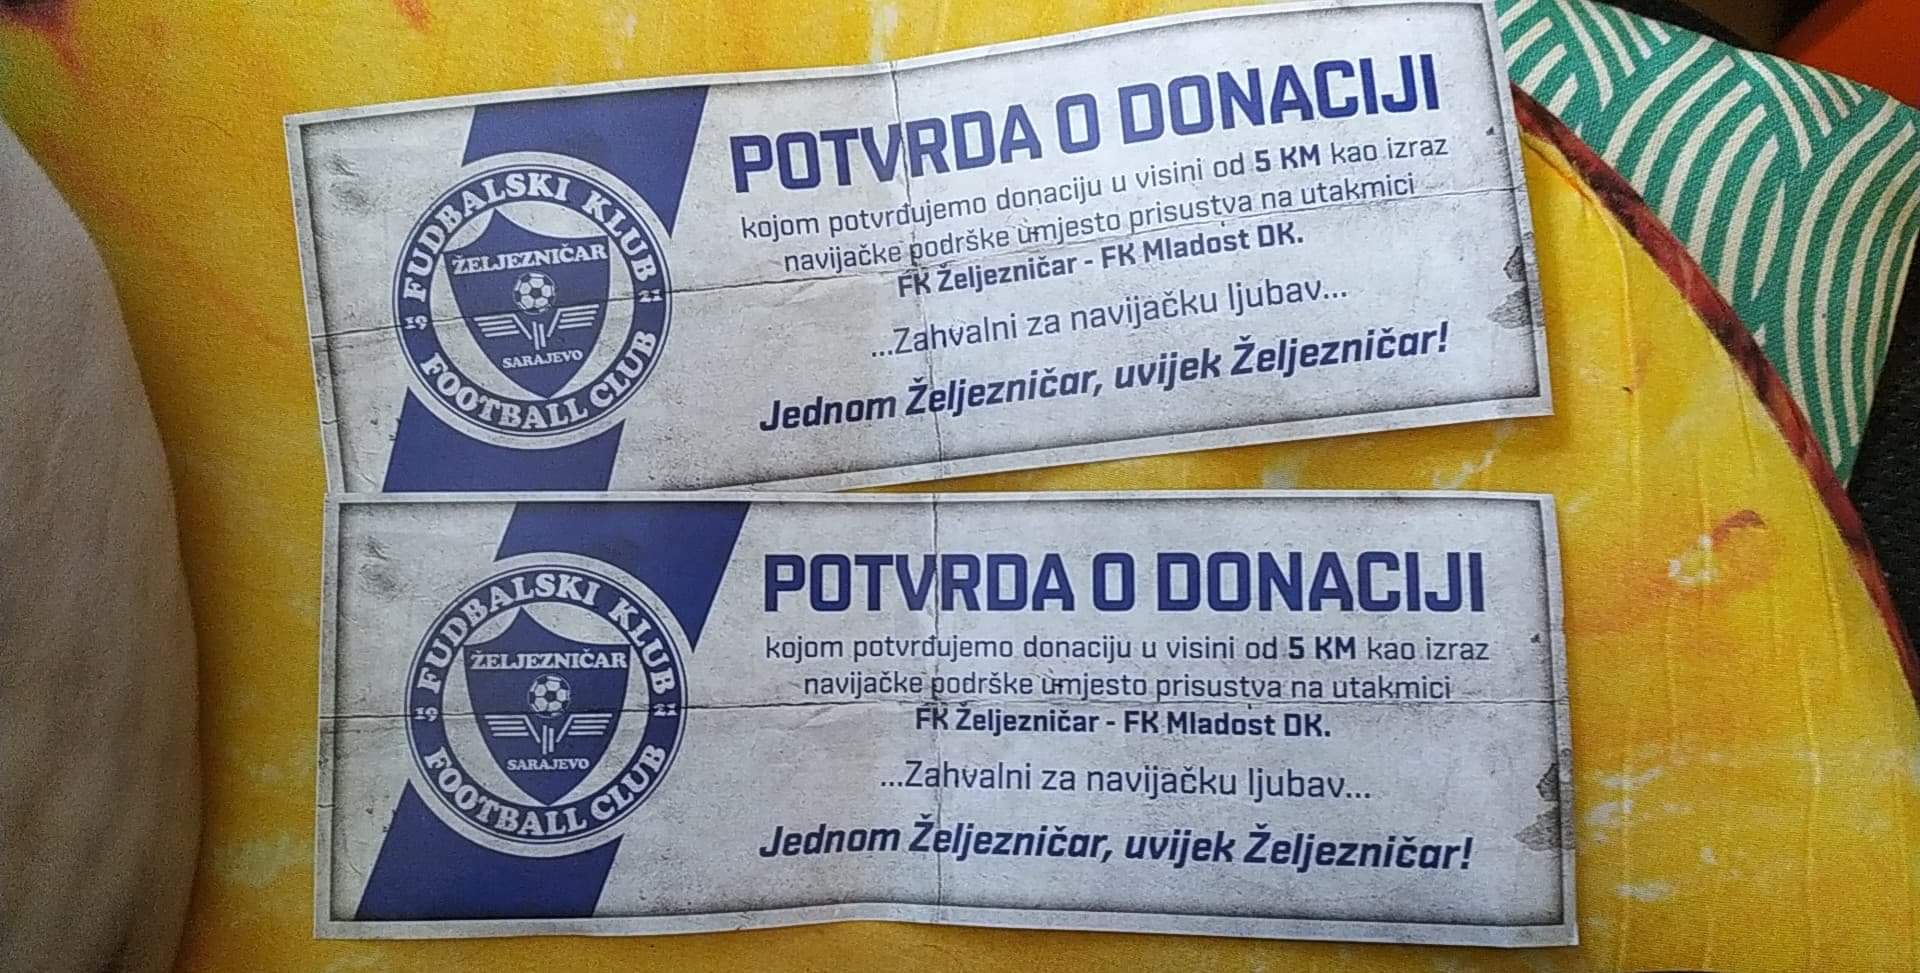 FUDBALSKI KLUB
ŽELJEZNIČAR
19 21
SARAJEVO
FOOTBALL CLUB
POTVRDA O DONACIJI
kojom potvrđujemo donaciju u visini od 5 KM kao izraz
navijačke podrške umjesto prisustva na utakmici
FK Željezničar - FK Mladost DK.
...Zahvalni za navijačku ljubav...
Jednom Željezničar, uvijek Željezničar!
FUDBALSKI KLUB
ŽELJEZNIČAR
19 21
SARAJEVO
FOOTBALL CLUB
POTVRDA O DONACIJI
kojom potvrđujemo donaciju u visini od 5 KM kao izraz
navijačke podrške umjesto prisustva na utakmici
FK Željezničar - FK Mladost DK.
...Zahvalni za navijačku ljubav...
Jednom Željezničar, uvijek Željezničar!